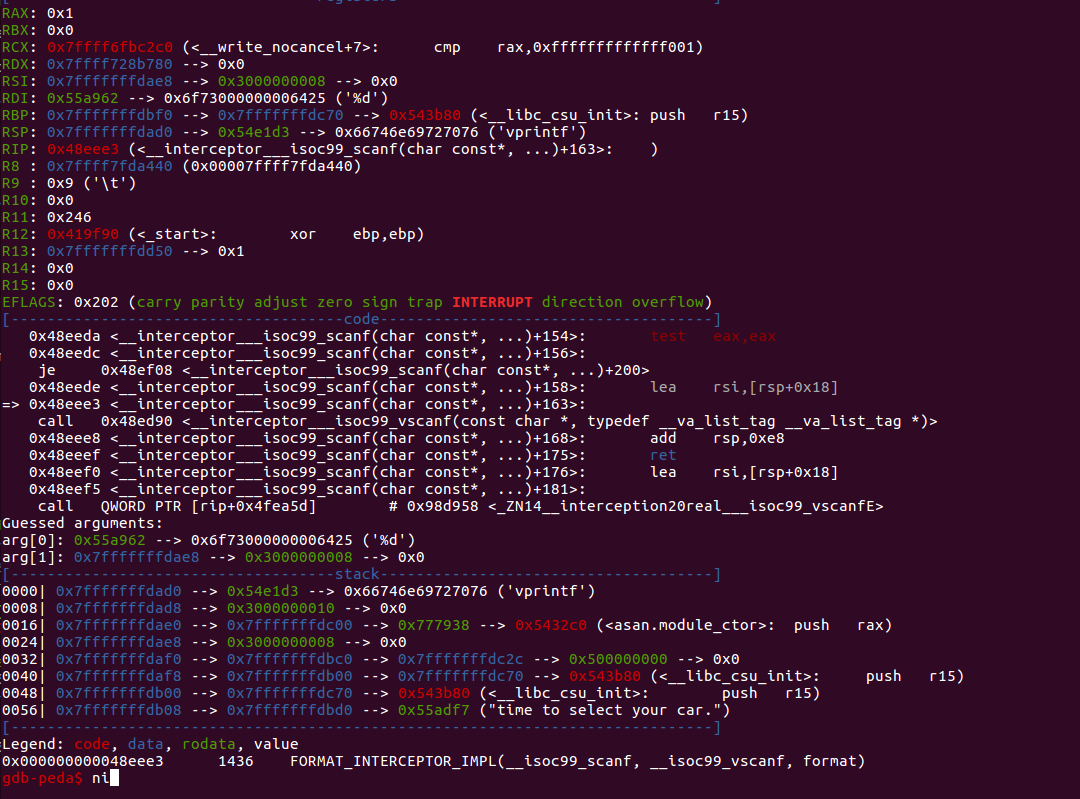 RAX: 0x1
RBX: 0x0
RCX: 0x7ffff6fbc2c0 (<__write_nocancel+7>:      cmp    rax,0xfffffffffffff001)
RDX: 0x7ffff728b780 --> 0x0
RSI: 0x7fffffffdae8 --> 0x3000000008 --> 0x0
RDI: 0x55a962 --> 0x6f73000000006425 ('%d')
RBP: 0x7fffffffdbf0 --> 0x7fffffffdc70 --> 0x543b80 (<__libc_csu_init>: push   r15)
RSP: 0x7fffffffdad0 --> 0x54e1d3 --> 0x66746e69727076 ('vprintf')
RIP: 0x48eee3 (<__interceptor___isoc99_scanf(char const*, ...)+163>:    )
R8 : 0x7ffff7fda440 (0x00007ffff7fda440)
R9 : 0x9 ('\t')
R10: 0x0
R11: 0x246
R12: 0x419f90 (<_start>:        xor    ebp,ebp)
R13: 0x7fffffffdd50 --> 0x1
R14: 0x0
R15: 0x0
EFLAGS: 0x202 (carry parity adjust zero sign trap INTERRUPT direction overflow)
[-------------------------------------code-------------------------------------]
   0x48eeda <__interceptor___isoc99_scanf(char const*, ...)+154>:       test   eax,eax
   0x48eedc <__interceptor___isoc99_scanf(char const*, ...)+156>:
    je     0x48ef08 <__interceptor___isoc99_scanf(char const*, ...)+200>
   0x48eede <__interceptor___isoc99_scanf(char const*, ...)+158>:       lea    rsi,[rsp+0x18]
=> 0x48eee3 <__interceptor___isoc99_scanf(char const*, ...)+163>:
    call   0x48ed90 <__interceptor___isoc99_vscanf(const char *, typedef __va_list_tag __va_list_tag *)>
   0x48eee8 <__interceptor___isoc99_scanf(char const*, ...)+168>:       add    rsp,0xe8
   0x48eeef <__interceptor___isoc99_scanf(char const*, ...)+175>:       ret
   0x48eef0 <__interceptor___isoc99_scanf(char const*, ...)+176>:       lea    rsi,[rsp+0x18]
   0x48eef5 <__interceptor___isoc99_scanf(char const*, ...)+181>:
    call   QWORD PTR [rip+0x4fea5d]        # 0x98d958 <_ZN14__interception20real___isoc99_vscanfE>
Guessed arguments:
arg[0]: 0x55a962 --> 0x6f73000000006425 ('%d')
arg[1]: 0x7fffffffdae8 --> 0x3000000008 --> 0x0
[------------------------------------stack-------------------------------------]
0000| 0x7fffffffdad0 --> 0x54e1d3 --> 0x66746e69727076 ('vprintf')
0008| 0x7fffffffdad8 --> 0x3000000010 --> 0x0
0016| 0x7fffffffdae0 --> 0x7fffffffdc00 --> 0x777938 --> 0x5432c0 (<asan.module_ctor>:  push   rax)
0024| 0x7fffffffdae8 --> 0x3000000008 --> 0x0
0032| 0x7fffffffdaf0 --> 0x7fffffffdbc0 --> 0x7fffffffdc2c --> 0x500000000 --> 0x0
0040| 0x7fffffffdaf8 --> 0x7fffffffdb00 --> 0x7fffffffdc70 --> 0x543b80 (<__libc_csu_init>:     push   r15)
0048| 0x7fffffffdb00 --> 0x7fffffffdc70 --> 0x543b80 (<__libc_csu_init>:        push   r15)
0056| 0x7fffffffdb08 --> 0x7fffffffdbd0 --> 0x55adf7 ("time to select your car.")
[------------------------------------------------------------------------------]
Legend: code, data, rodata, value
0x000000000048eee3      1436    FORMAT_INTERCEPTOR_IMPL(__isoc99_scanf, __isoc99_vscanf, format)
gdb-peda$ ni